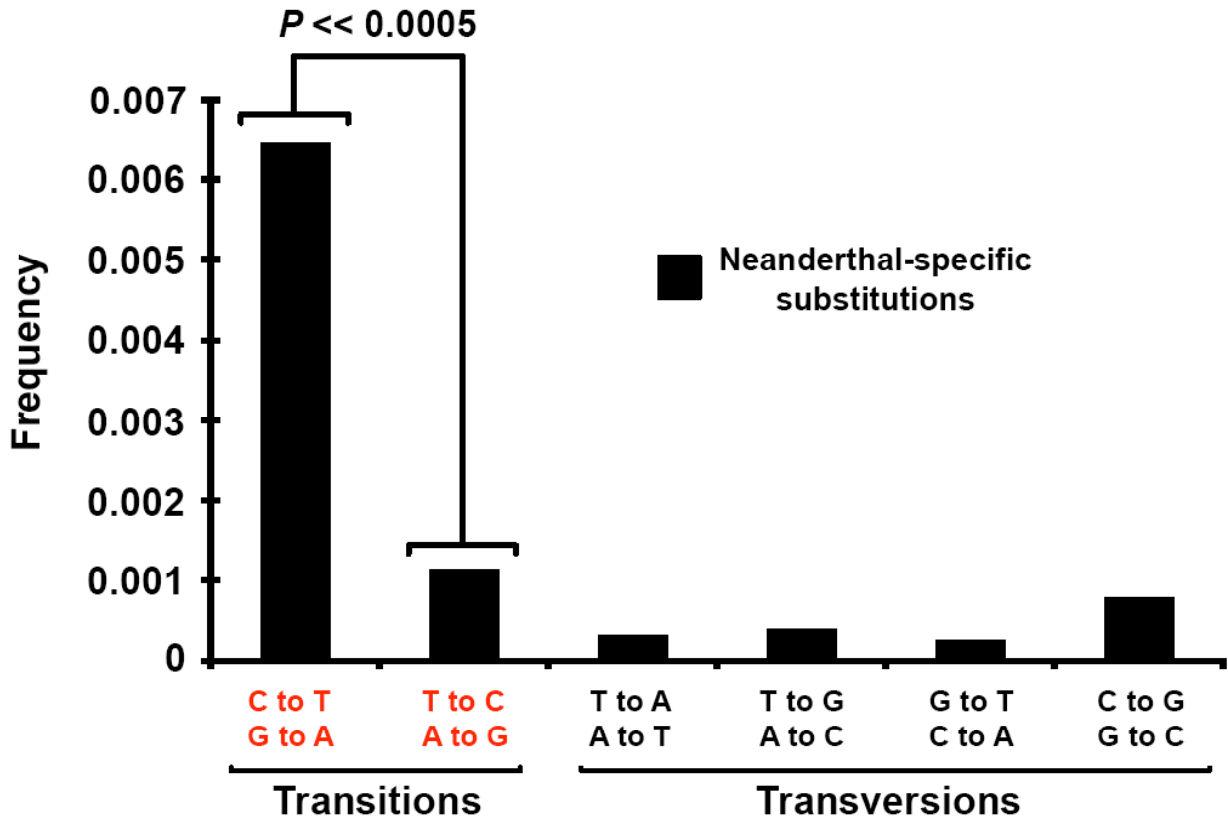 P << 0.0005
0.007
0.006
0.005
0.004
0.003
0.002
0.001
0
Frequency
Neanderthal-specific
substitutions
C to T
G to A
T to C
A to G
T to A
A to T
T to G
A to C
G to T
C to A
C to G
G to C
Transitions
Transversions